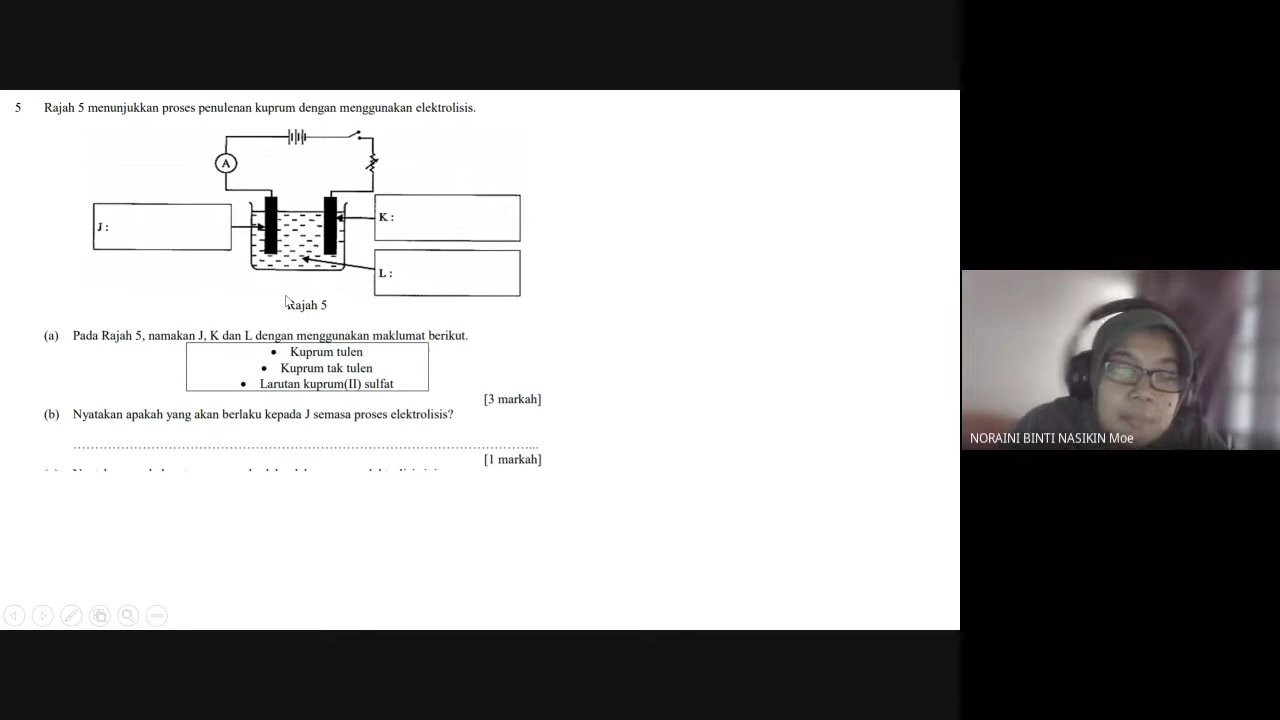 5 Rajah 5 menunjukkan proses penulenan kuprum dengan menggunakan elektrolisis.
A
J :
K :
L :
Rajah 5
(a) Pada Rajah 5, namakan J, K dan L dengan menggunakan maklumat berikut.
• Kuprum tulen
• Kuprum tak tulen
• Larutan kuprum(II) sulfat
[3 markah]
(b) Nyatakan apakah yang akan berlaku kepada J semasa proses elektrolisis?
[1 markah]
NORAINI BINTI NASIKIN Moe